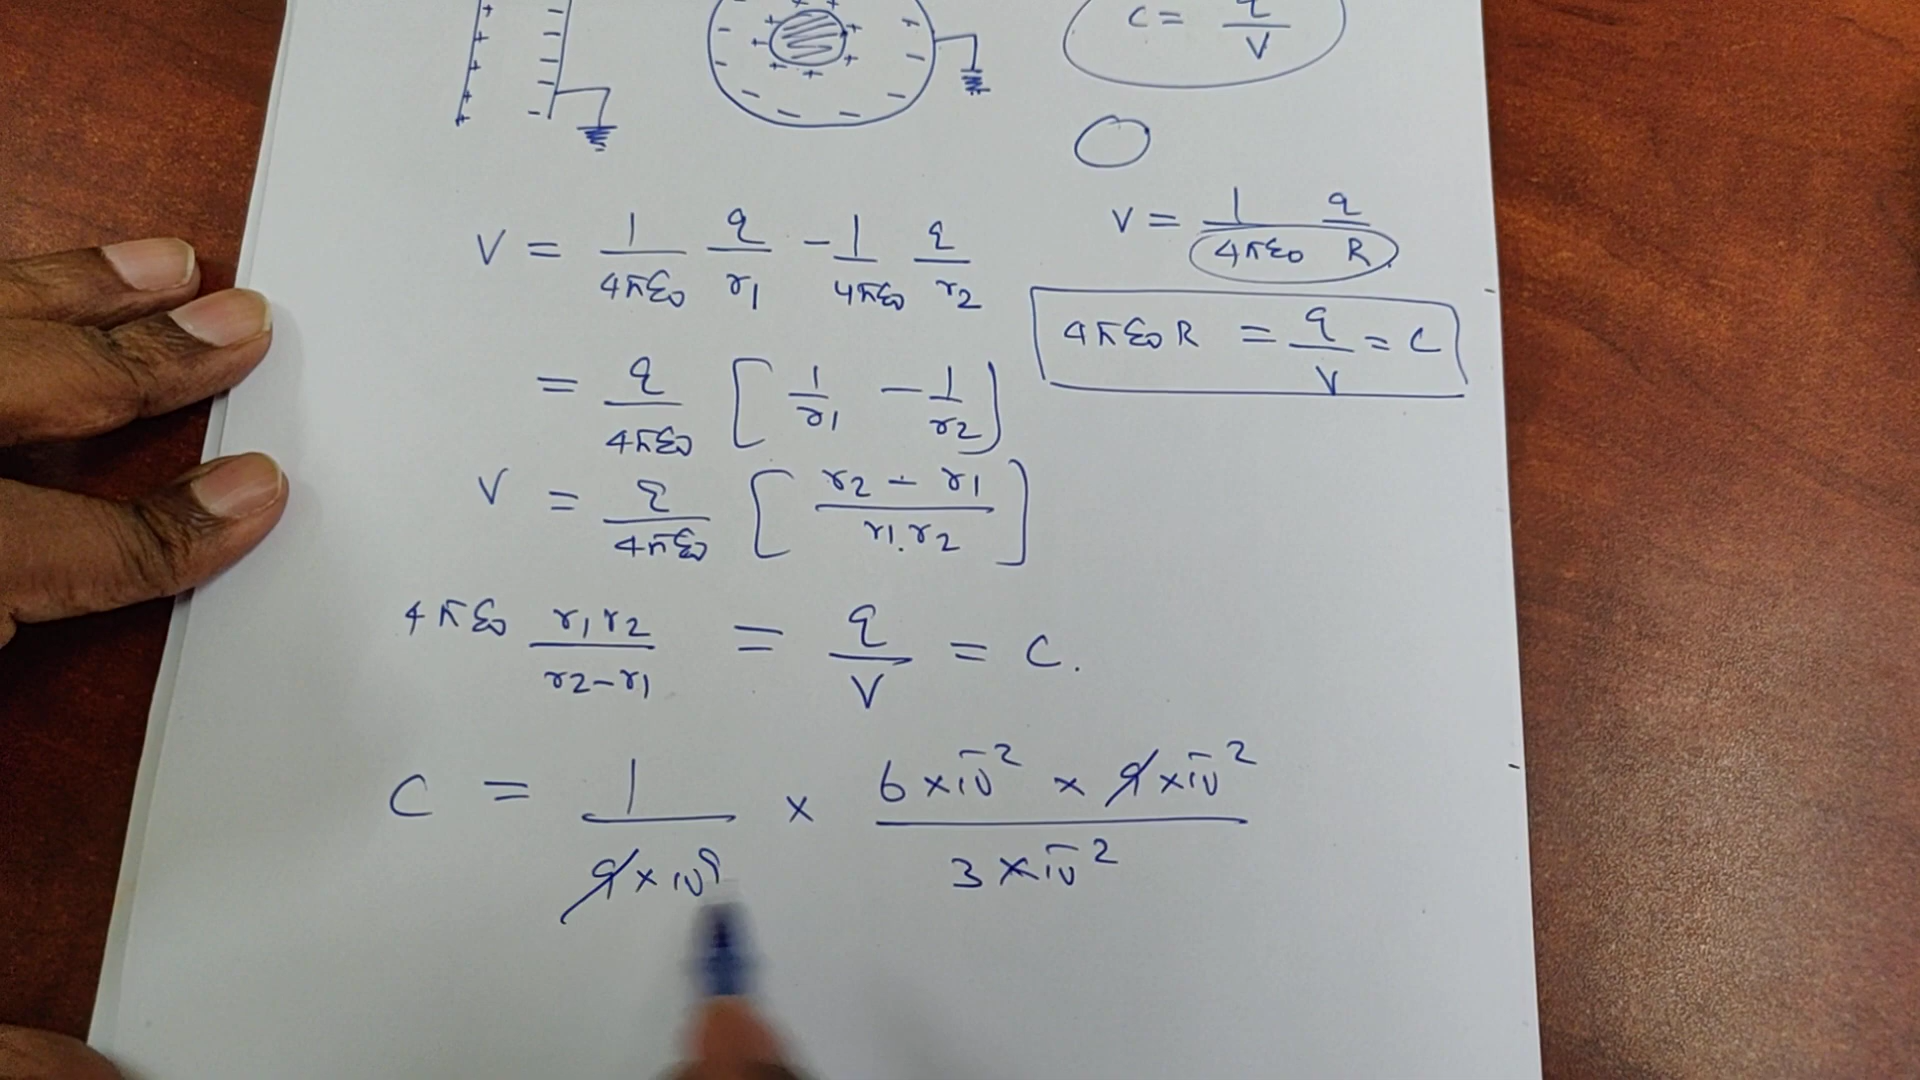 C = q/V
V = 1/4πε0 q/r1 - 1/4πε0 q/r2
V = 1/4πε0 q/R
4πε0R = q/V = C
= q/4πε0 [1/r1 - 1/r2]
V = q/4πε0 [r2 - r1/r1.r2]
4πε0 r1r2/r2-r1 = q/V = C.
C = 1/9×10⁹ × 6×10⁻² × 9×10⁻²/3×10⁻²